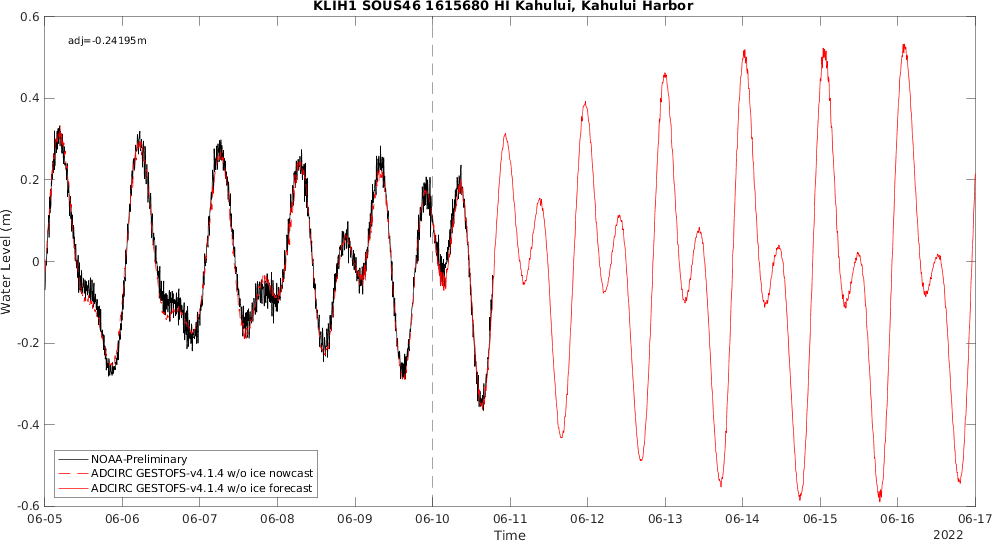 KLIH1 SOUS46 1615680 HI Kahului, Kahului Harbor
adj=-0.24195m
0.6
0.4
0.2
0
-0.2
-0.4
-0.6
Water Level (m)
NOAA-Preliminary
ADCIRC GESTOFS-v4.1.4 w/o ice nowcast
ADCIRC GESTOFS-v4.1.4 w/o ice forecast
06-05 06-06 06-07 06-08 06-09 06-10 06-11 06-12 06-13 06-14 06-15 06-16 06-17
Time
2022